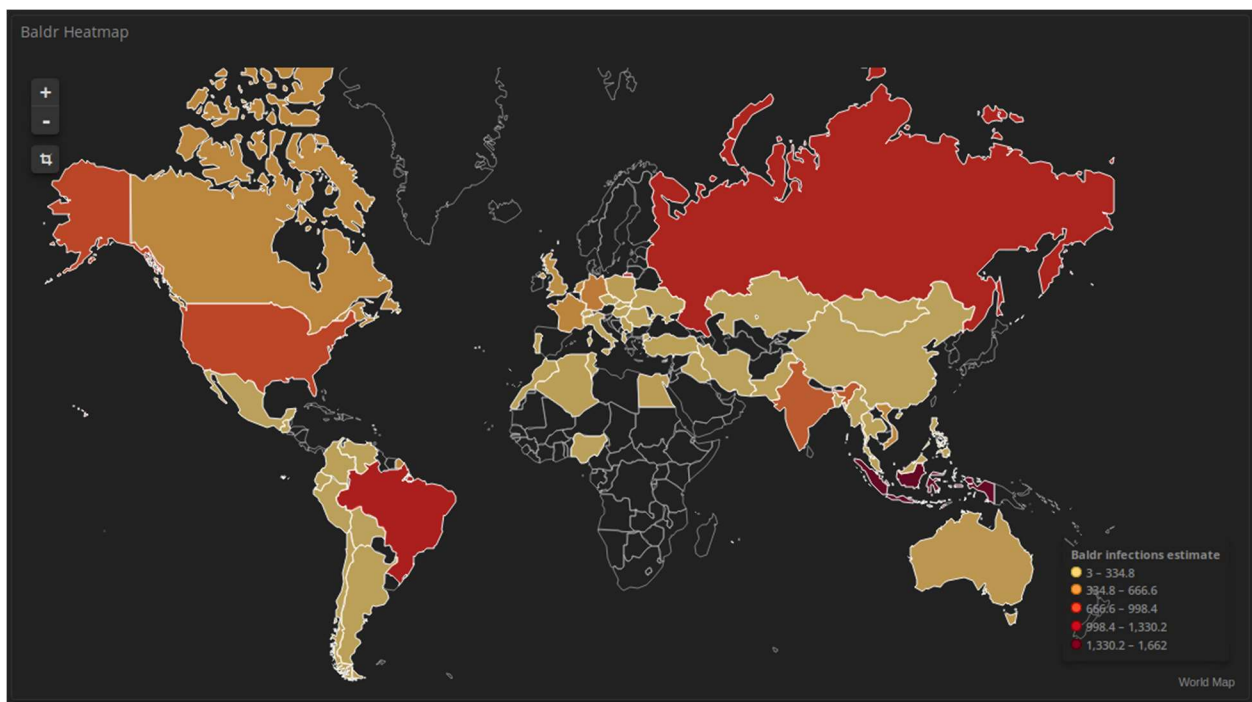 Baldr Heatmap
+
-
Baldr infections estimate
3 – 334.8
334.8 – 666.6
666.6 – 998.4
998.4 – 1,330.2
1,330.2 – 1,662
World Map